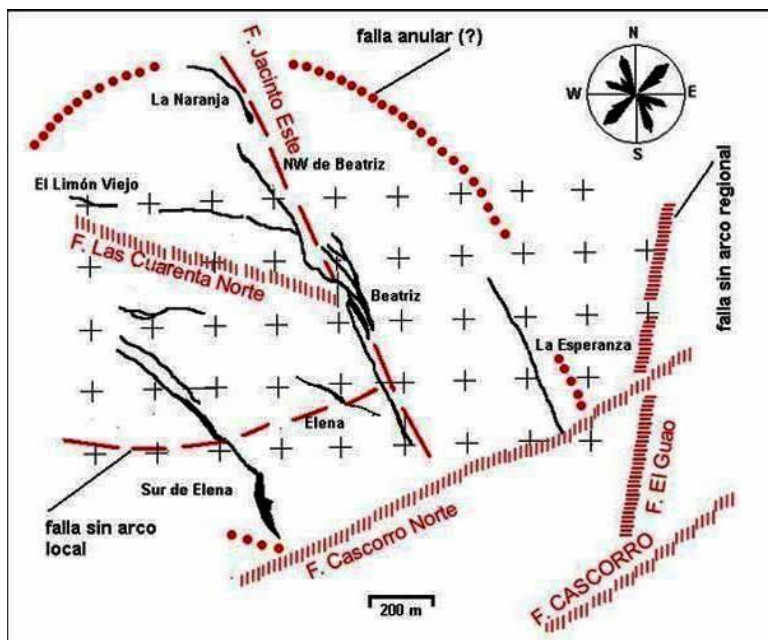 falla anular (?)
F. Jacinto Este
La Naranja
N
W
E
S
NW de Beatriz
El Limón Viejo
falla sin arco regional
F. Las Cuarenta Norte
Beatriz
La Esperanza
Elena
Sur de Elena
F. El Guao
falla sin arco
local
F. Cascorro Norte
F. CASCORRO
200 m